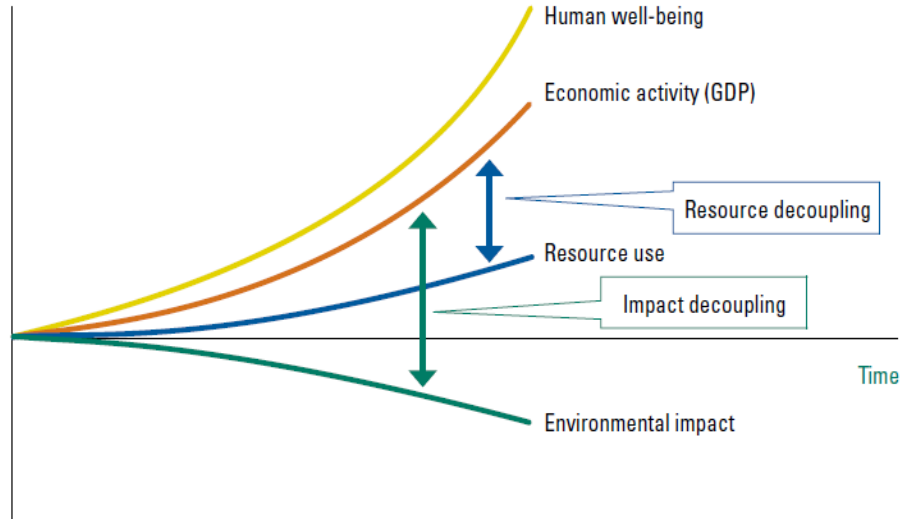 Human well-being
Economic activity (GDP)
Resource decoupling
Resource use
Impact decoupling
Time
Environmental impact